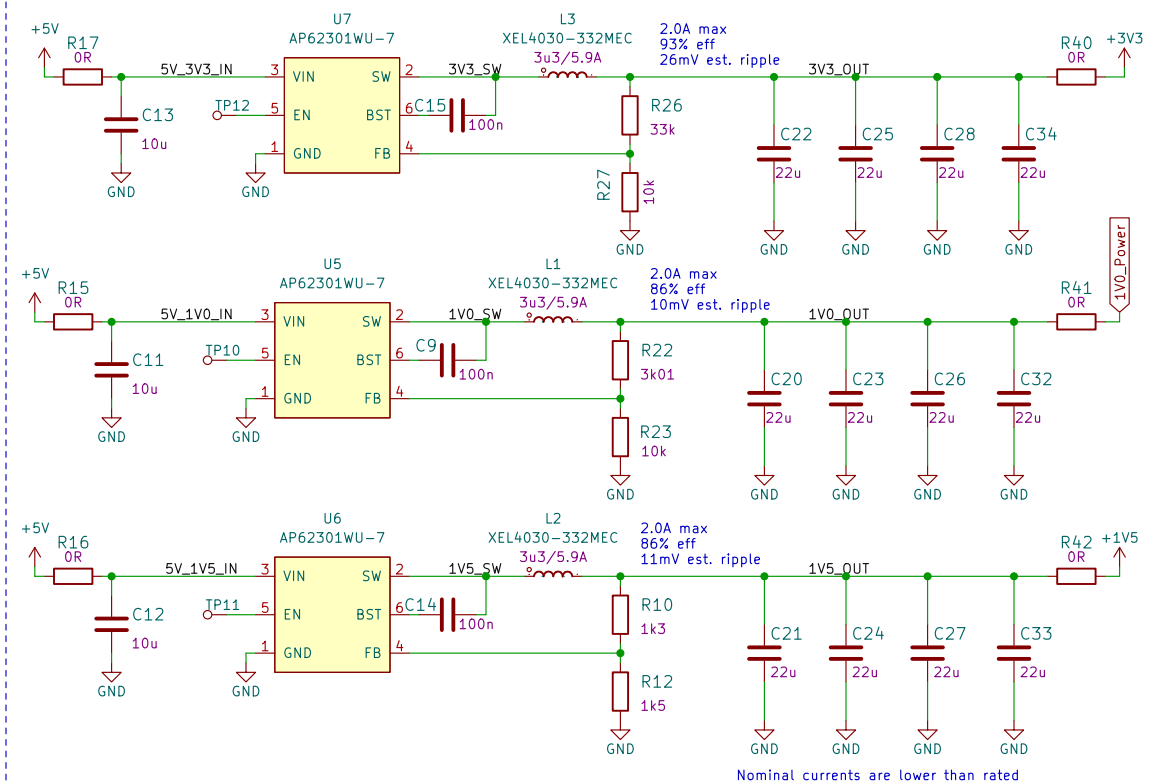 +5V
R17
0R
5V_3V3_IN
C13
10u
GND
TP12
U7
AP62301WU-7
3 VIN SW 2
5 EN BST 6
1 GND FB 4
GND
3V3_SW
C15
100n
L3
XEL4030-332MEC
3u3/5.9A
2.0A max
93% eff
26mV est. ripple
R26
33k
R27
10k
GND
3V3_OUT
C22
22u
GND
C25
22u
GND
C28
22u
GND
C34
22u
GND
R40
0R
+3V3
+5V
R15
0R
5V_1V0_IN
C11
10u
GND
TP10
U5
AP62301WU-7
3 VIN SW 2
5 EN BST 6
1 GND FB 4
GND
1V0_SW
C9
100n
L1
XEL4030-332MEC
3u3/5.9A
2.0A max
86% eff
10mV est. ripple
R22
3k01
R23
10k
GND
1V0_OUT
C20
22u
GND
C23
22u
GND
C26
22u
GND
C32
22u
GND
R41
0R
1V0_Power
+5V
R16
0R
5V_1V5_IN
C12
10u
GND
TP11
U6
AP62301WU-7
3 VIN SW 2
5 EN BST 6
1 GND FB 4
GND
1V5_SW
C14
100n
L2
XEL4030-332MEC
3u3/5.9A
2.0A max
86% eff
11mV est. ripple
R10
1k3
R12
1k5
GND
1V5_OUT
C21
22u
GND
C24
22u
GND
C27
22u
GND
C33
22u
GND
R42
0R
+1V5
Nominal currents are lower than rated